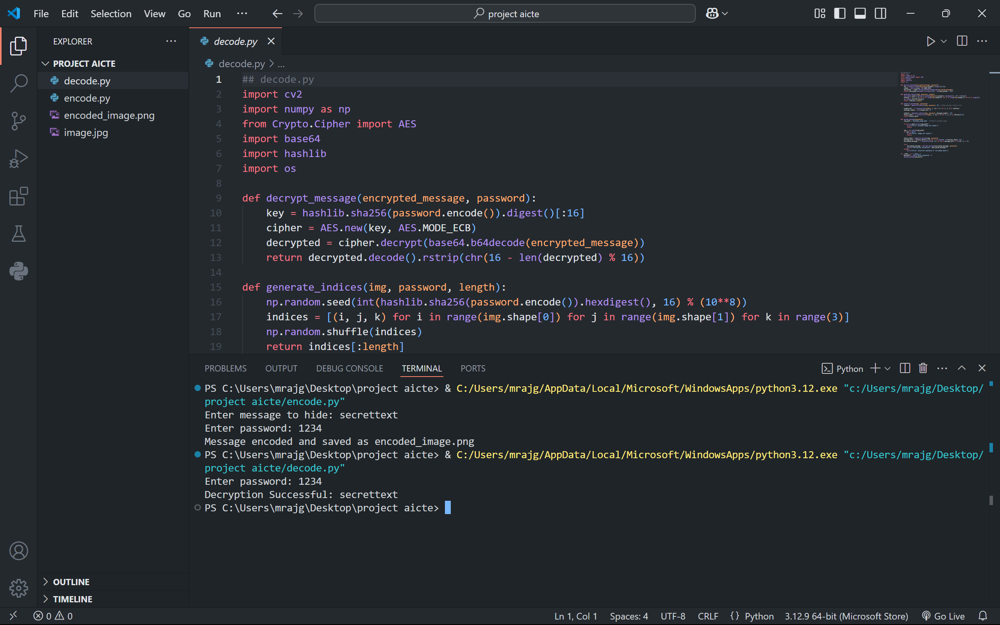 File Edit Selection View Go Run ··· project aicte
EXPLORER ···
PROJECT AICTE
decode.py
encode.py
encoded_image.png
image.jpg
OUTLINE
TIMELINE
decode.py
decode.py > ...
1 ## decode.py
2 import cv2
3 import numpy as np
4 from Crypto.Cipher import AES
5 import base64
6 import hashlib
7 import os
8
9 def decrypt_message(encrypted_message, password):
10 key = hashlib.sha256(password.encode()).digest()[:16]
11 cipher = AES.new(key, AES.MODE_ECB)
12 decrypted = cipher.decrypt(base64.b64decode(encrypted_message))
13 return decrypted.decode().rstrip(chr(16 - len(decrypted) % 16))
14
15 def generate_indices(img, password, length):
16 np.random.seed(int(hashlib.sha256(password.encode()).hexdigest(), 16) % (10**8))
17 indices = [(i, j, k) for i in range(img.shape[0]) for j in range(img.shape[1]) for k in range(3)]
18 np.random.shuffle(indices)
19 return indices[:length]
PROBLEMS OUTPUT DEBUG CONSOLE TERMINAL PORTS Python
PS C:\Users\mrajg\Desktop\project aicte> & C:/Users/mrajg/AppData/Local/Microsoft/WindowsApps/python3.12.exe "c:/Users/mrajg/Desktop/
project aicte/encode.py"
Enter message to hide: secrettext
Enter password: 1234
Message encoded and saved as encoded_image.png
PS C:\Users\mrajg\Desktop\project aicte> & C:/Users/mrajg/AppData/Local/Microsoft/WindowsApps/python3.12.exe "c:/Users/mrajg/Desktop/
project aicte/decode.py"
Enter password: 1234
Decryption Successful: secrettext
PS C:\Users\mrajg\Desktop\project aicte>
0 0 Ln 1, Col 1 Spaces: 4 UTF-8 CRLF {} Python 3.12.9 64-bit (Microsoft Store) Go Live